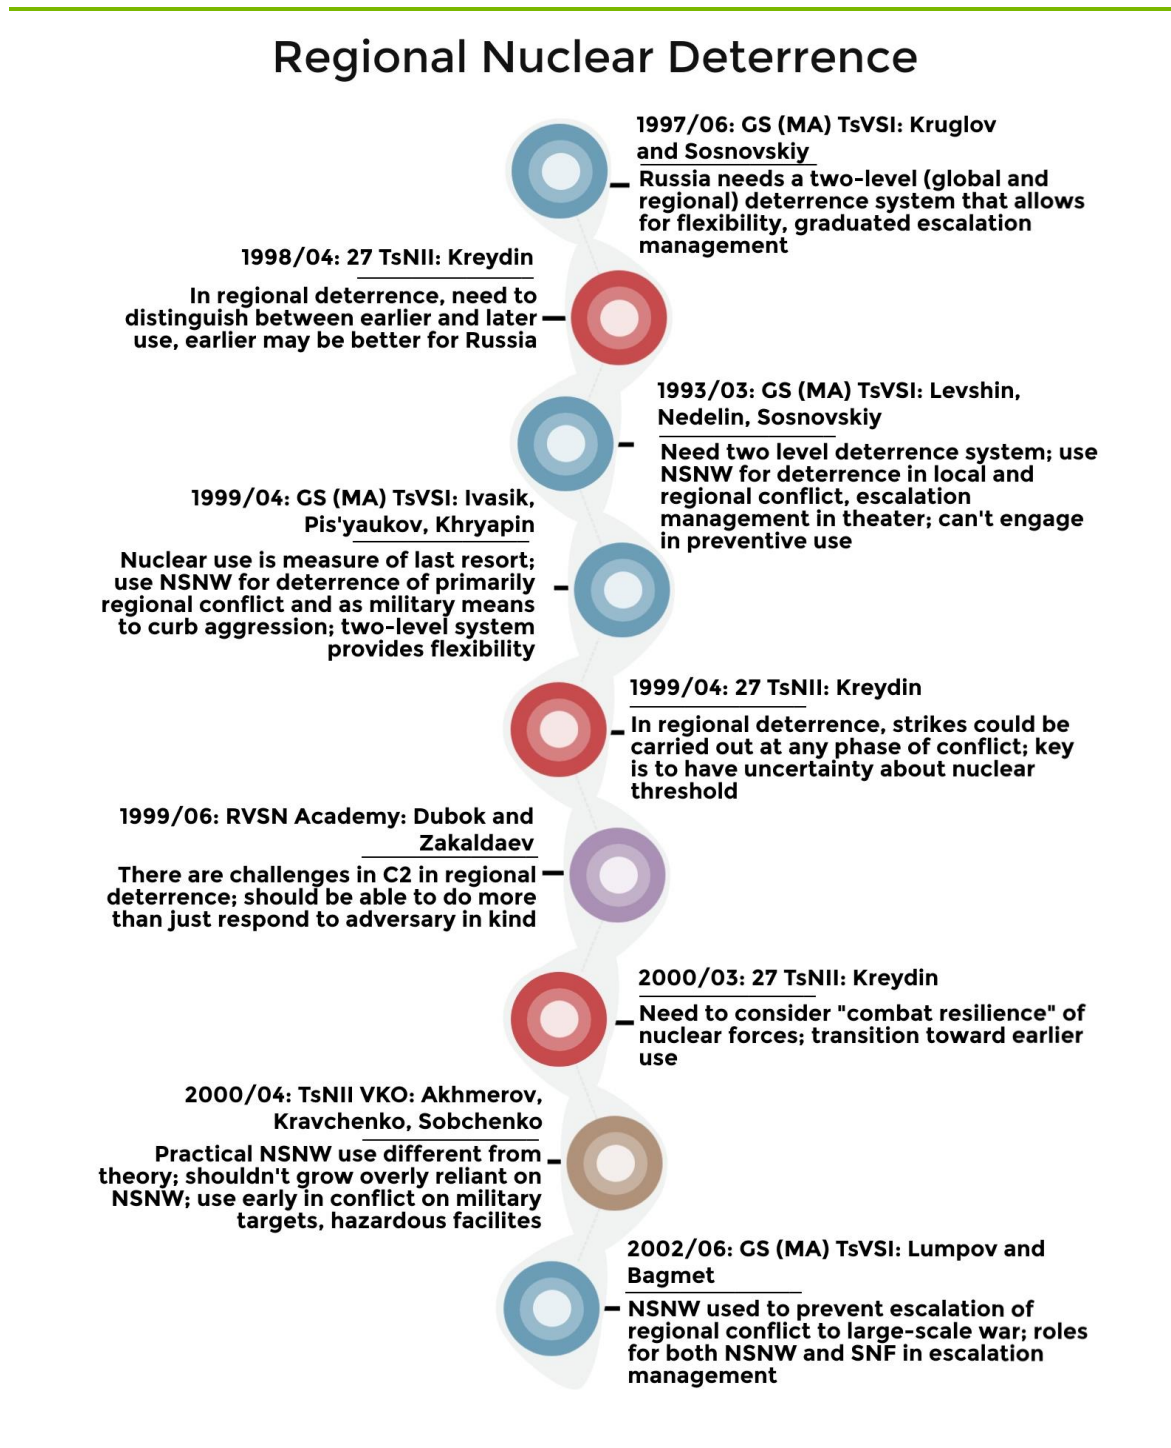 Regional Nuclear Deterrence
1997/06: GS (MA) TsVSI: Kruglov
and Sosnovskiy
Russia needs a two-level (global and
regional) deterrence system that allows
for flexibility, graduated escalation
management
1998/04: 27 TsNII: Kreydin
In regional deterrence, need to
distinguish between earlier and later
use, earlier may be better for Russia
1993/03: GS (MA) TsVSI: Levshin,
Nedelin, Sosnovskiy
Need two level deterrence system; use
NSNW for deterrence in local and
regional conflict, escalation
management in theater; can't engage
in preventive use
1999/04: GS (MA) TsVSI: Ivasik,
Pis'yaukov, Khryapin
Nuclear use is measure of last resort;
use NSNW for deterrence of primarily
regional conflict and as military means
to curb aggression; two-level system
provides flexibility
1999/04: 27 TsNII: Kreydin
In regional deterrence, strikes could be
carried out at any phase of conflict; key
is to have uncertainty about nuclear
threshold
1999/06: RVSN Academy: Dubok and
Zakaldaev
There are challenges in C2 in regional
deterrence; should be able to do more
than just respond to adversary in kind
2000/03: 27 TsNII: Kreydin
Need to consider "combat resilience" of
nuclear forces; transition toward earlier
use
2000/04: TsNII VKO: Akhmerov,
Kravchenko, Sobchenko
Practical NSNW use different from
theory; shouldn't grow overly reliant on
NSNW; use early in conflict on military
targets, hazardous facilites
2002/06: GS (MA) TsVSI: Lumpov and
Bagmet
NSNW used to prevent escalation of
regional conflict to large-scale war; roles
for both NSNW and SNF in escalation
management